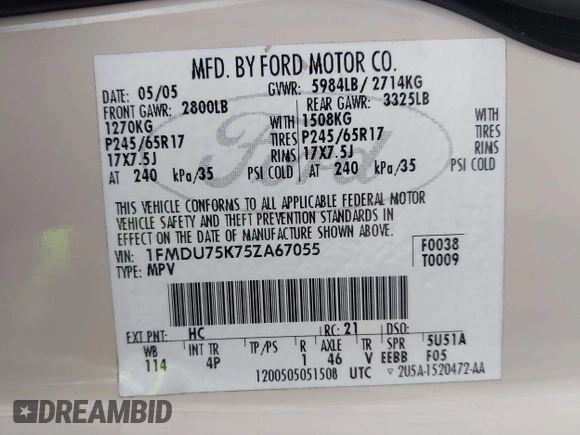 MFD. BY FORD MOTOR CO.
05/05 GVWR: 5984LB/ 2714KG
FRONT GAWR: 2800LB REAR GAWR: 3325LB
1270KG WITH 1508KG WITH
P245/65R17 TIRES P245/65R17 TIRES
17X7.5J RIMS 17X7.5J RIMS
AT 240 kPa/35 PSI COLD AT 240 kPa/35 PSI COLD
Ford
THIS VEHICLE CONFORMS TO ALL APPLICABLE FEDERAL MOTOR
VEHICLE SAFETY AND THEFT PREVENTION STANDARDS IN
EFFECT ON THE DATE OF MANUFACTURE SHOWN ABOVE.
VIN: 1FMDU75K75ZA67055 F0038
TYPE: MPV T0009
EXT PNT: HC RC: 21 DSO:
WB INT TR TP/PS R AXLE TR SPR 5U51A
114 4P 1 46 V EEBB F05
1200505051508 UTC 2U5A-1520472-AA
DREAMBID